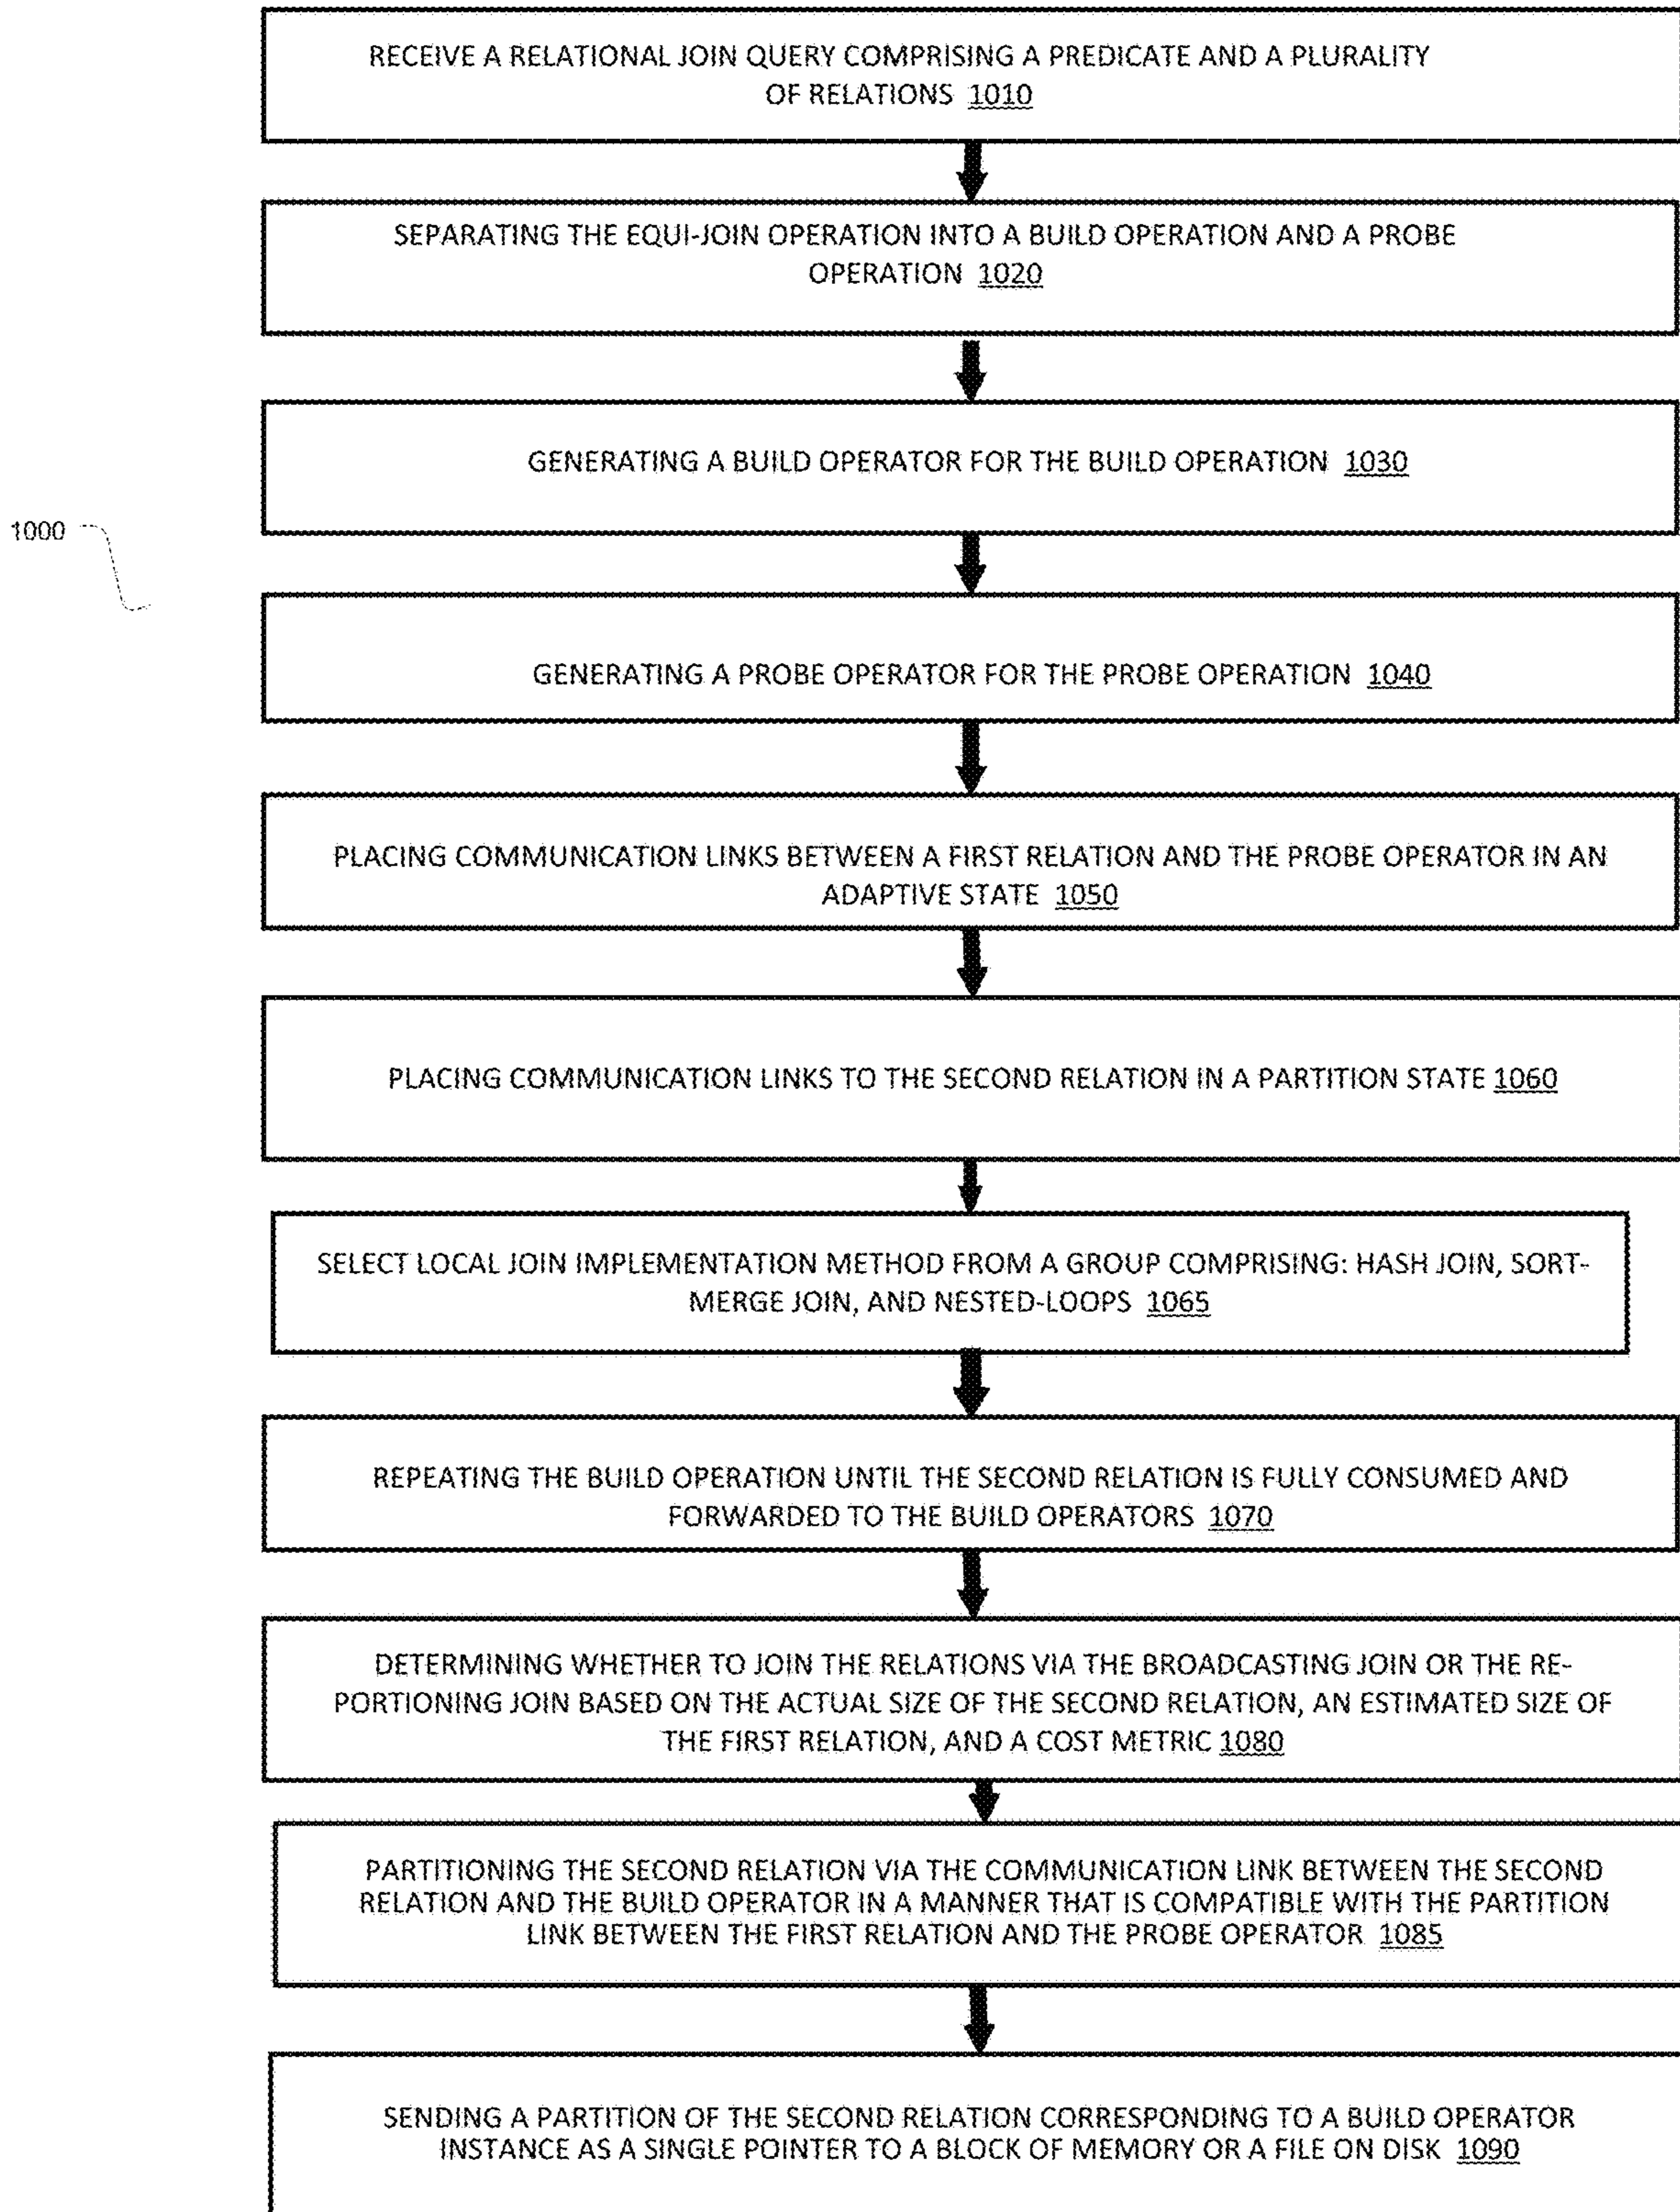 RECEIVE A RELATIONAL JOIN QUERY COMPRISING A PREDICATE AND A PLURALITY
OF RELATIONS 1010
SEPARATING THE EQUI-JOIN OPERATION INTO A BUILD OPERATION AND A PROBE
OPERATION 1020
GENERATING A BUILD OPERATOR FOR THE BUILD OPERATION 1030
1000
GENERATING A PROBE OPERATOR FOR THE PROBE OPERATION 1040
PLACING COMMUNICATION LINKS BETWEEN A FIRST RELATION AND THE PROBE OPERATOR IN AN
ADAPTIVE STATE 1050
PLACING COMMUNICATION LINKS TO THE SECOND RELATION IN A PARTITION STATE 1060
SELECT LOCAL JOIN IMPLEMENTATION METHOD FROM A GROUP COMPRISING: HASH JOIN, SORT-
MERGE JOIN, AND NESTED-LOOPS 1065
REPEATING THE BUILD OPERATION UNTIL THE SECOND RELATION IS FULLY CONSUMED AND
FORWARDED TO THE BUILD OPERATORS 1070
DETERMINING WHETHER TO JOIN THE RELATIONS VIA THE BROADCASTING JOIN OR THE RE-
PORTIONING JOIN BASED ON THE ACTUAL SIZE OF THE SECOND RELATION, AN ESTIMATED SIZE OF
THE FIRST RELATION, AND A COST METRIC 1080
PARTITIONING THE SECOND RELATION VIA THE COMMUNICATION LINK BETWEEN THE SECOND
RELATION AND THE BUILD OPERATOR IN A MANNER THAT IS COMPATIBLE WITH THE PARTITION
LINK BETWEEN THE FIRST RELATION AND THE PROBE OPERATOR 1085
SENDING A PARTITION OF THE SECOND RELATION CORRESPONDING TO A BUILD OPERATOR
INSTANCE AS A SINGLE POINTER TO A BLOCK OF MEMORY OR A FILE ON DISK 1090